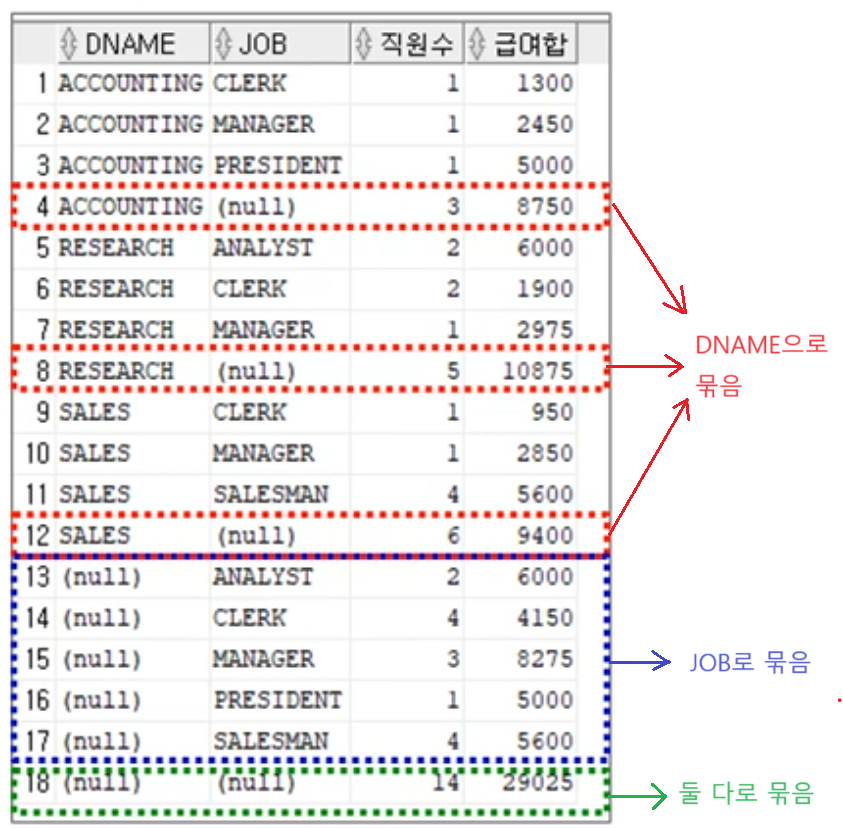 DNAME JOB 직원수 급여합
1 ACCOUNTING CLERK 1 1300
2 ACCOUNTING MANAGER 1 2450
3 ACCOUNTING PRESIDENT 1 5000
4 ACCOUNTING (null) 3 8750
5 RESEARCH ANALYST 2 6000
6 RESEARCH CLERK 2 1900
7 RESEARCH MANAGER 1 2975
8 RESEARCH (null) 5 10875
9 SALES CLERK 1 950
10 SALES MANAGER 1 2850
11 SALES SALESMAN 4 5600
12 SALES (null) 6 9400
13 (null) ANALYST 2 6000
14 (null) CLERK 4 4150
15 (null) MANAGER 3 8275
16 (null) PRESIDENT 1 5000
17 (null) SALESMAN 4 5600
18 (null) (null) 14 29025
DNAME으로
묶음
JOB로 묶음
둘 다로 묶음